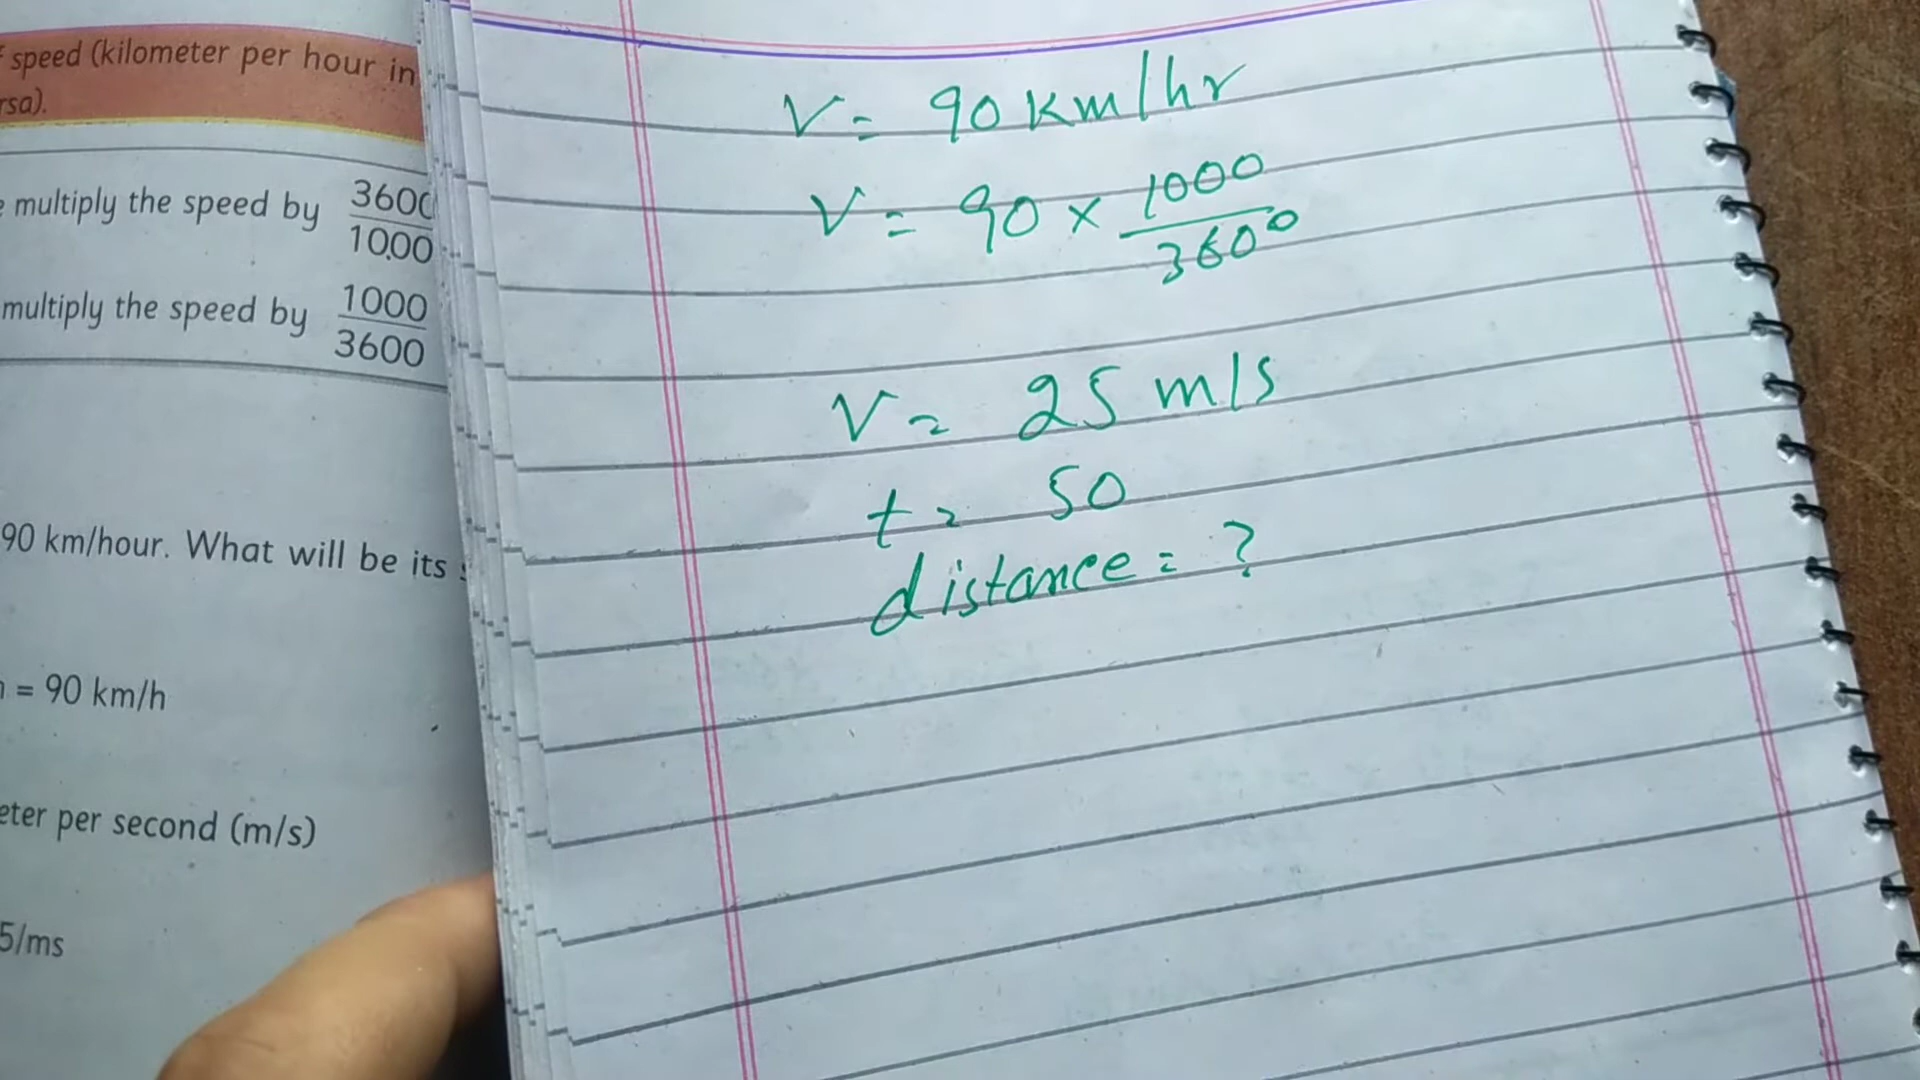 speed (kilometer per hour in
rsa).
multiply the speed by 3600
1000
multiply the speed by 1000
3600
90 km/hour. What will be its
= 90 km/h
eter per second (m/s)
5/ms
V = 90 km/hr
V = 90 × 1000
3600
V = 25 m/s
t = 50
distance = ?